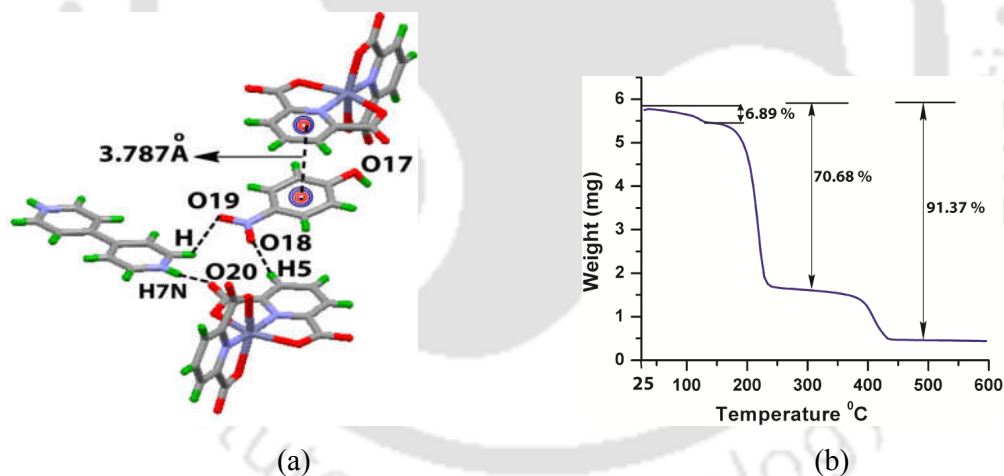 3.787Å
O17
O19
O18
H
H5
O20
H7N
(a)
Weight (mg)
6
5
4
3
2
1
0
6.89 %
70.68 %
91.37 %
25 100 200 300 400 500 600
Temperature ⁰C
(b)